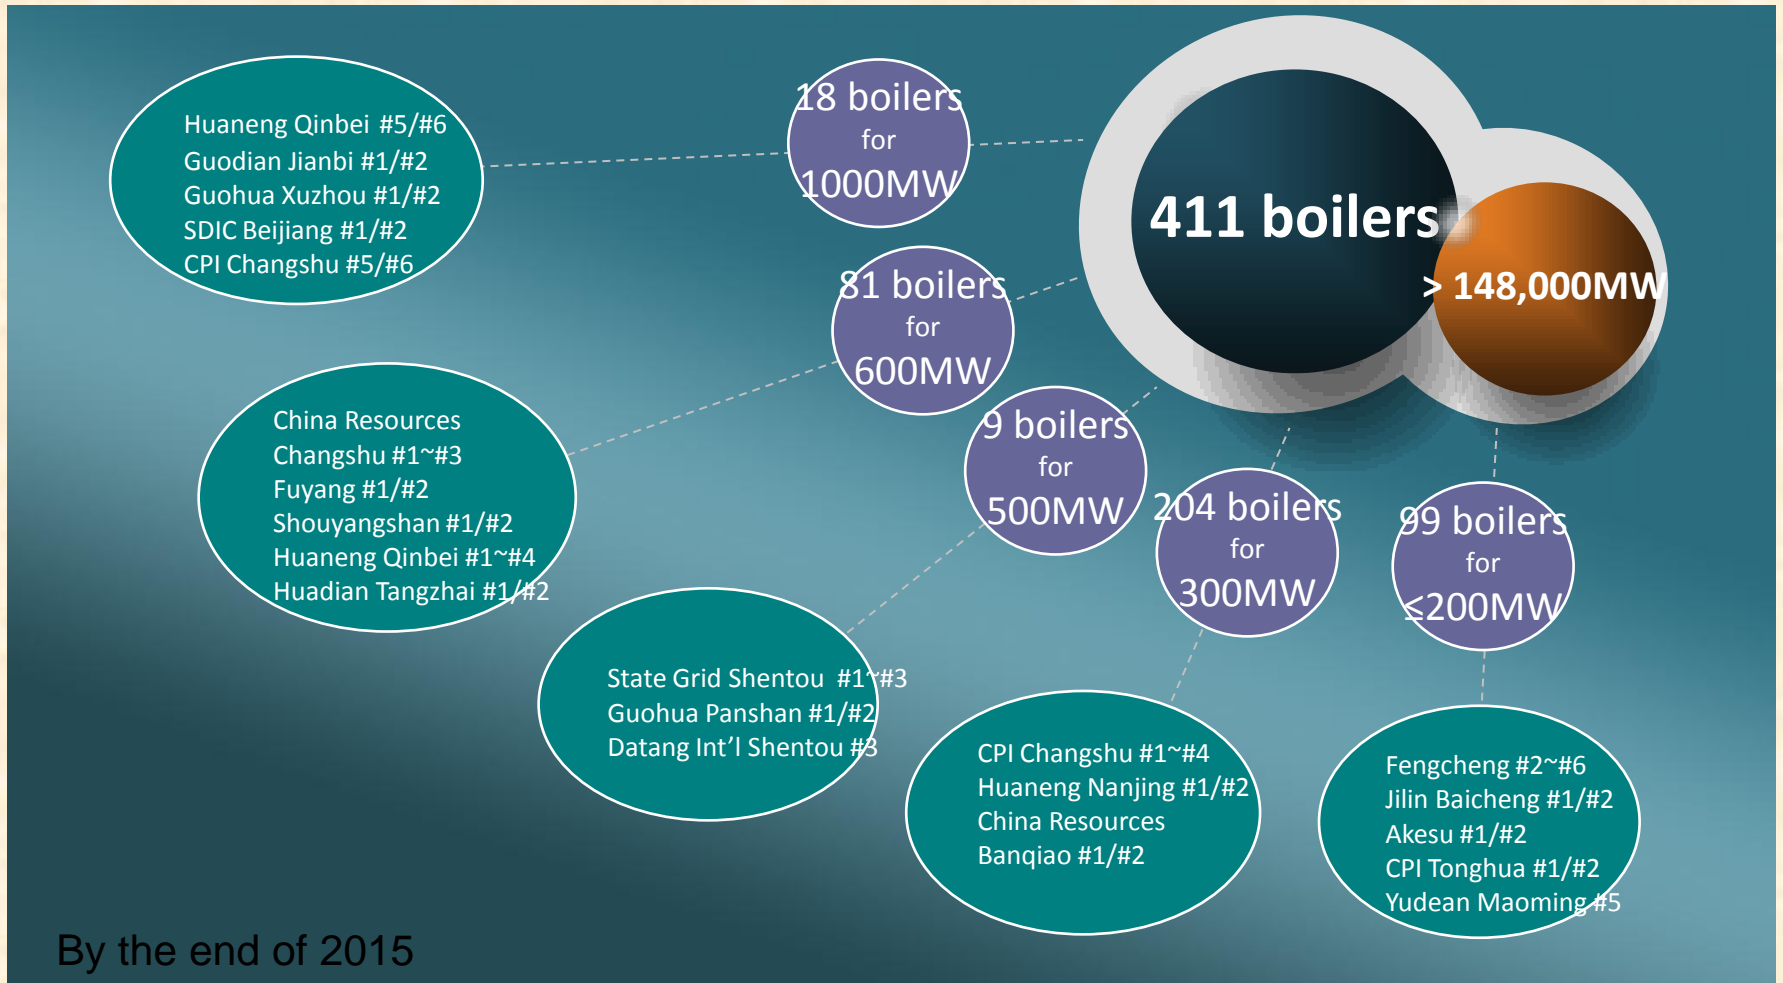 411 boilers
> 148,000MW
18 boilers
for
1000MW
Huaneng Qinbei #5/#6
Guodian Jianbi #1/#2
Guohua Xuzhou #1/#2
SDIC Beijiang #1/#2
CPI Changshu #5/#6
81 boilers
for
600MW
China Resources
Changshu #1~#3
Fuyang #1/#2
Shouyangshan #1/#2
Huaneng Qinbei #1~#4
Huadian Tangzhai #1/#2
9 boilers
for
500MW
State Grid Shentou #1~#3
Guohua Panshan #1/#2
Datang Int’l Shentou #3
204 boilers
for
300MW
CPI Changshu #1~#4
Huaneng Nanjing #1/#2
China Resources
Banqiao #1/#2
99 boilers
for
≤200MW
Fengcheng #2~#6
Jilin Baicheng #1/#2
Akesu #1/#2
CPI Tonghua #1/#2
Yudean Maoming #5
By the end of 2015